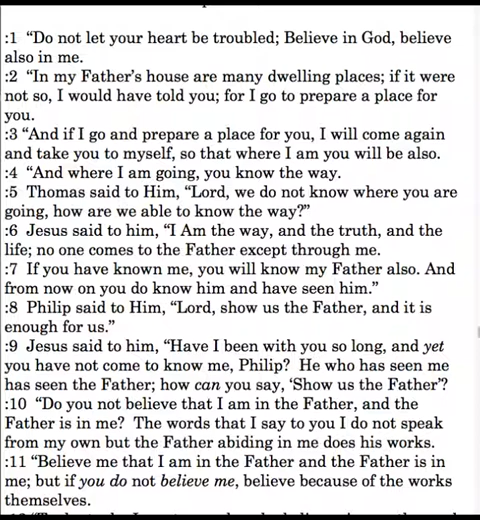 :1 “Do not let your heart be troubled; Believe in God, believe
also in me.
:2 “In my Father’s house are many dwelling places; if it were
not so, I would have told you; for I go to prepare a place for
you.
:3 “And if I go and prepare a place for you, I will come again
and take you to myself, so that where I am you will be also.
:4 “And where I am going, you know the way.
:5 Thomas said to Him, “Lord, we do not know where you are
going, how are we able to know the way?”
:6 Jesus said to him, “I Am the way, and the truth, and the
life; no one comes to the Father except through me.
:7 If you have known me, you will know my Father also. And
from now on you do know him and have seen him.”
:8 Philip said to Him, “Lord, show us the Father, and it is
enough for us.”
:9 Jesus said to him, “Have I been with you so long, and yet
you have not come to know me, Philip? He who has seen me
has seen the Father; how can you say, ‘Show us the Father’?
:10 “Do you not believe that I am in the Father, and the
Father is in me? The words that I say to you I do not speak
from my own but the Father abiding in me does his works.
:11 “Believe me that I am in the Father and the Father is in
me; but if you do not believe me, believe because of the works
themselves.